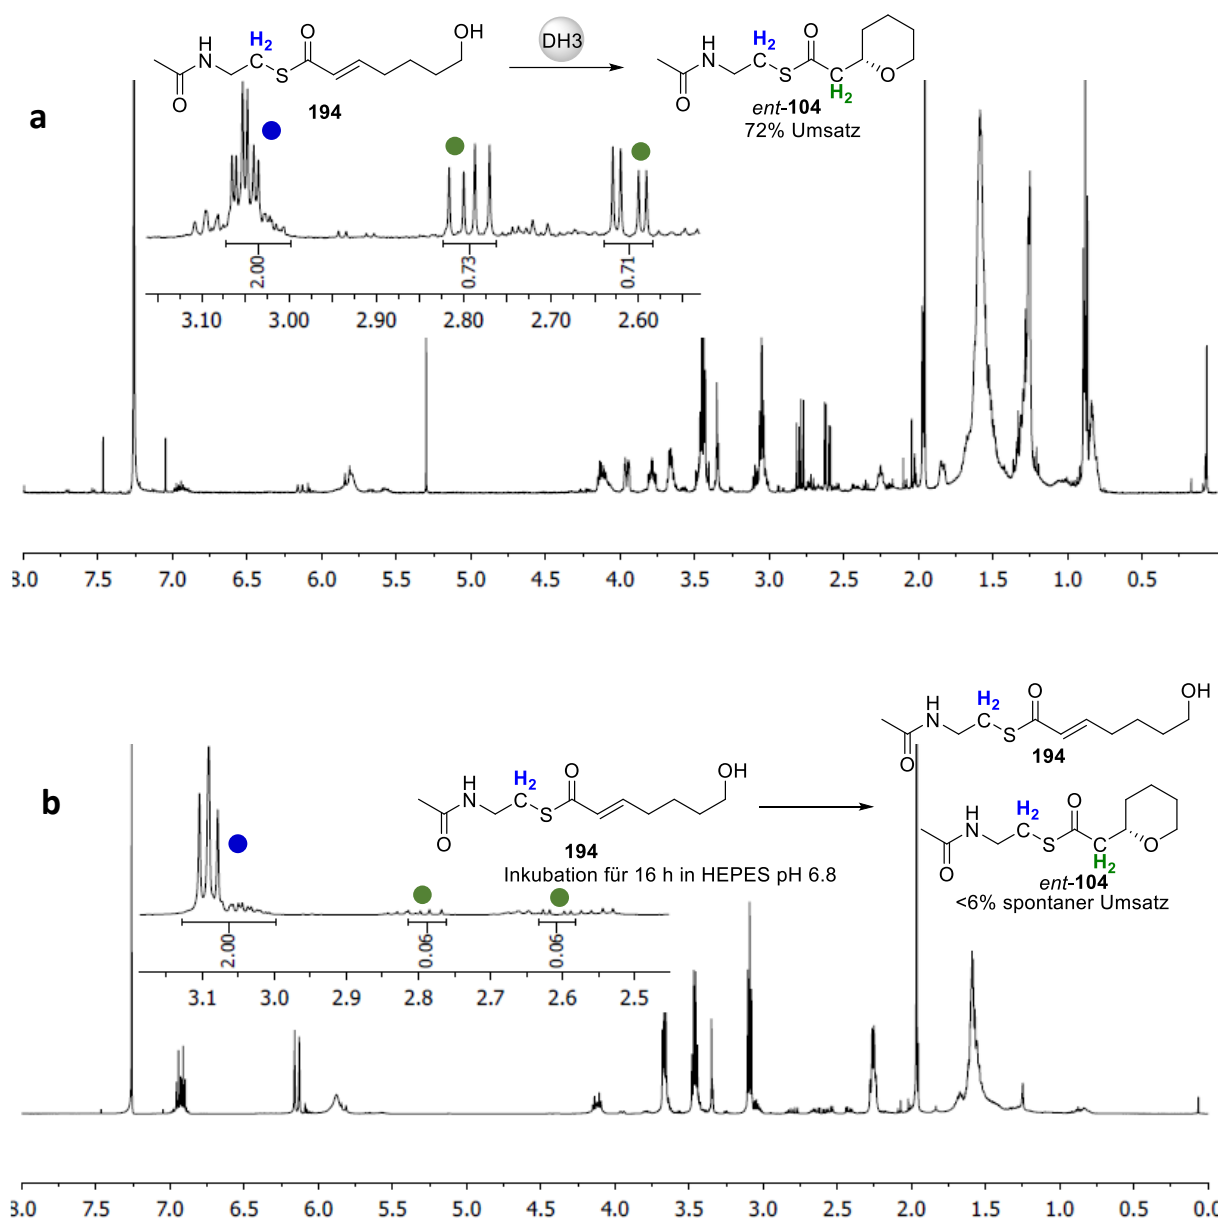 a
H
N
H₂
C
S
O
O
OH
194
DH3
H
N
H₂
C
S
O
O
C
H₂
O
ent-104
72% Umsatz
2.00
0.73
0.71
3.10 3.00 2.90 2.80 2.70 2.60
3.0 7.5 7.0 6.5 6.0 5.5 5.0 4.5 4.0 3.5 3.0 2.5 2.0 1.5 1.0 0.5
b
H
N
H₂
C
S
O
O
OH
194
Inkubation für 16 h in HEPES pH 6.8
H
N
H₂
C
S
O
O
OH
194
H
N
H₂
C
S
O
O
C
H₂
O
ent-104
<6% spontaner Umsatz
2.00
0.06
0.06
3.1 3.0 2.9 2.8 2.7 2.6 2.5
3.0 7.5 7.0 6.5 6.0 5.5 5.0 4.5 4.0 3.5 3.0 2.5 2.0 1.5 1.0 0.5 0.0